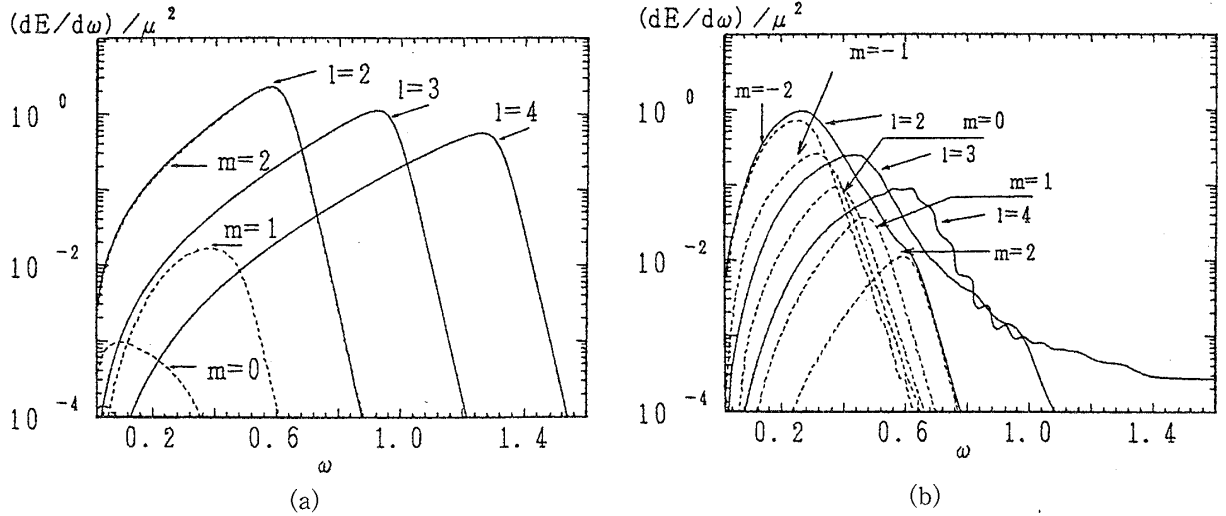 (dE/dω)/μ²
10⁰
10⁻²
10⁻⁴
l=2
l=3
l=4
m=2
m=1
m=0
0.2 0.6 1.0 1.4
ω
(a)
(dE/dω)/μ²
10⁰
10⁻²
10⁻⁴
m=-1
m=-2
l=2 m=0
l=3
m=1
l=4
m=2
0.2 0.6 1.0 1.4
ω
(b)